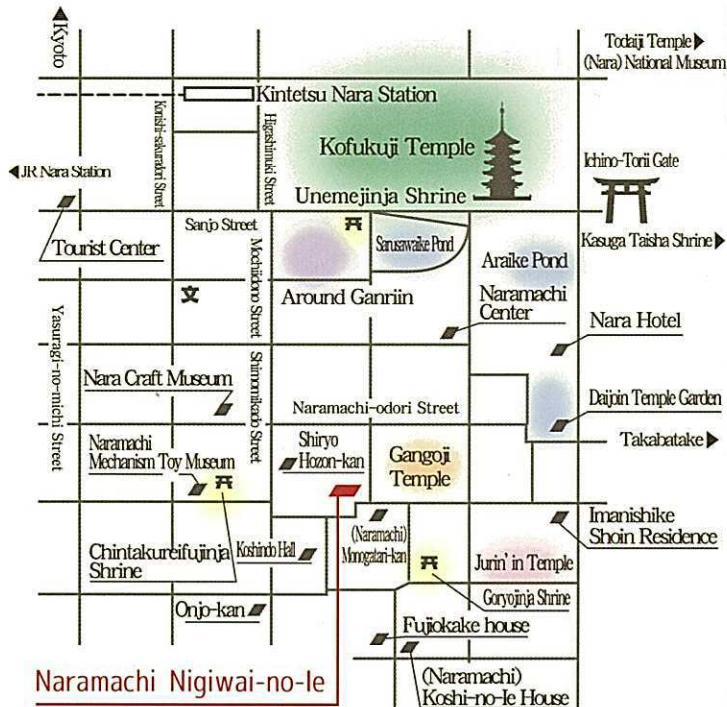 ◀Kyoto
Todaiji Temple▶
(Nara) National Museum
Kintetsu Nara Station
Konishi-sakuradori Street
Higashimuki Street
Kofukuji Temple
◀JR Nara Station
Ichino-Torii Gate
Unemejinja Shrine
Tourist Center
Sanjo Street
Mochiidono Street
Sarusawaike Pond
Araike Pond
Kasuga Taisha Shrine▶
文
Around Ganriin
Naramachi
Center
Nara Hotel
Yasuragi-no-michi Street
Nara Craft Museum
Shimomikado Street
Naramachi-odori Street
Daijoin Temple Garden
Takabatake▶
Naramachi
Mechanism Toy Museum
Shiryo
Hozon-kan
Gangoji
Temple
Chintakureifujinja
Shrine
Koshindo Hall
(Naramachi)
Monogatari-kan
Jurin' in Temple
Imanishike
Shoin Residence
Goryojinja Shrine
Onjo-kan
Fujiokake house
Naramachi Nigiwai-no-Ie
(Naramachi)
Koshi-no-Ie House